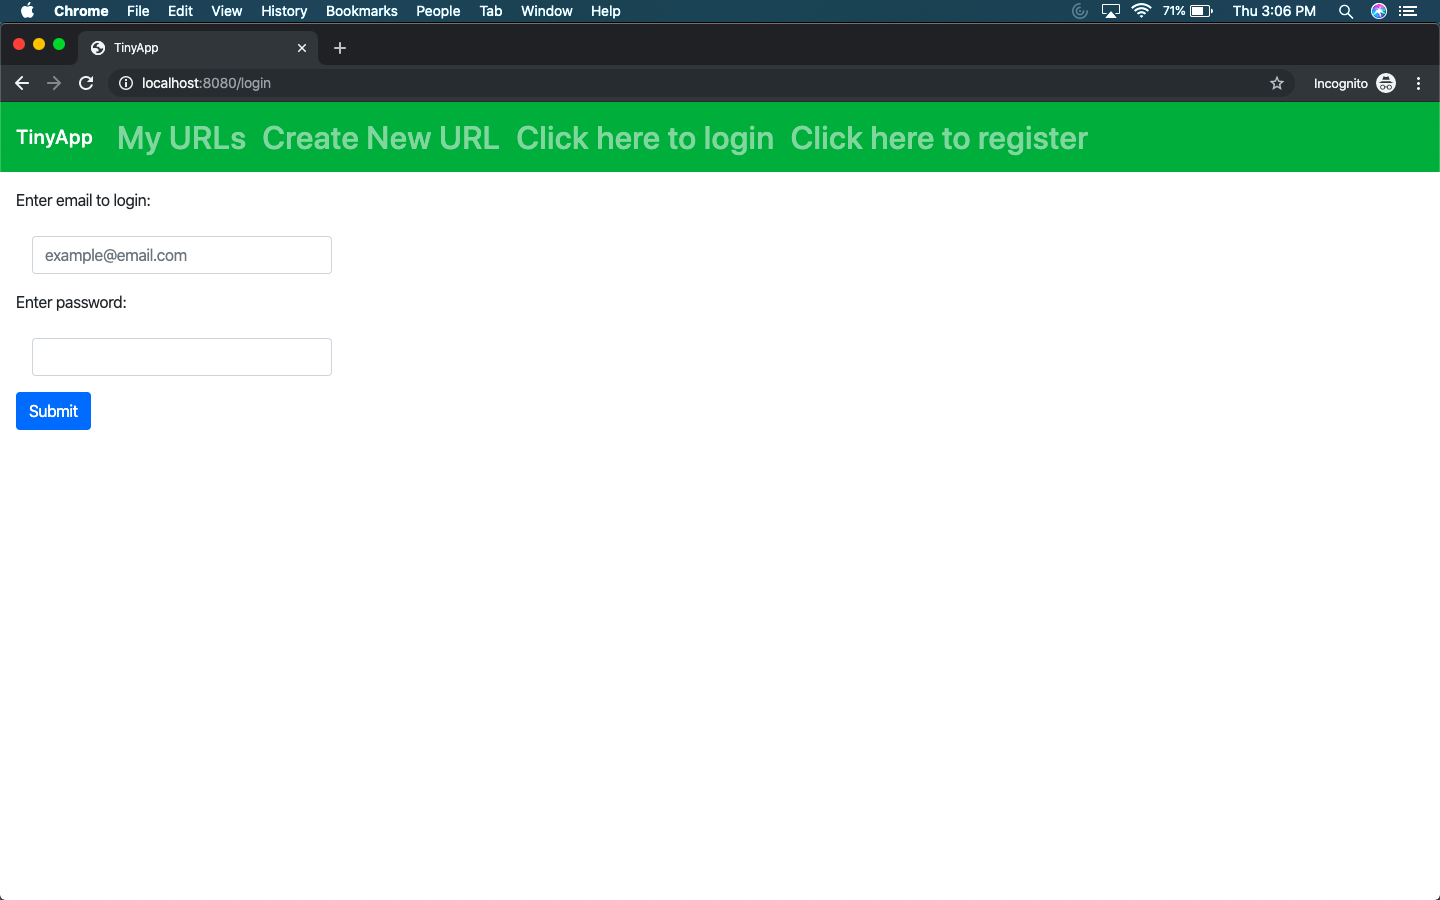 Chrome File Edit View History Bookmarks People Tab Window Help 71% Thu 3:06 PM
TinyApp
localhost:8080/login Incognito
TinyApp My URLs Create New URL Click here to login Click here to register
Enter email to login:
example@email.com
Enter password:
Submit